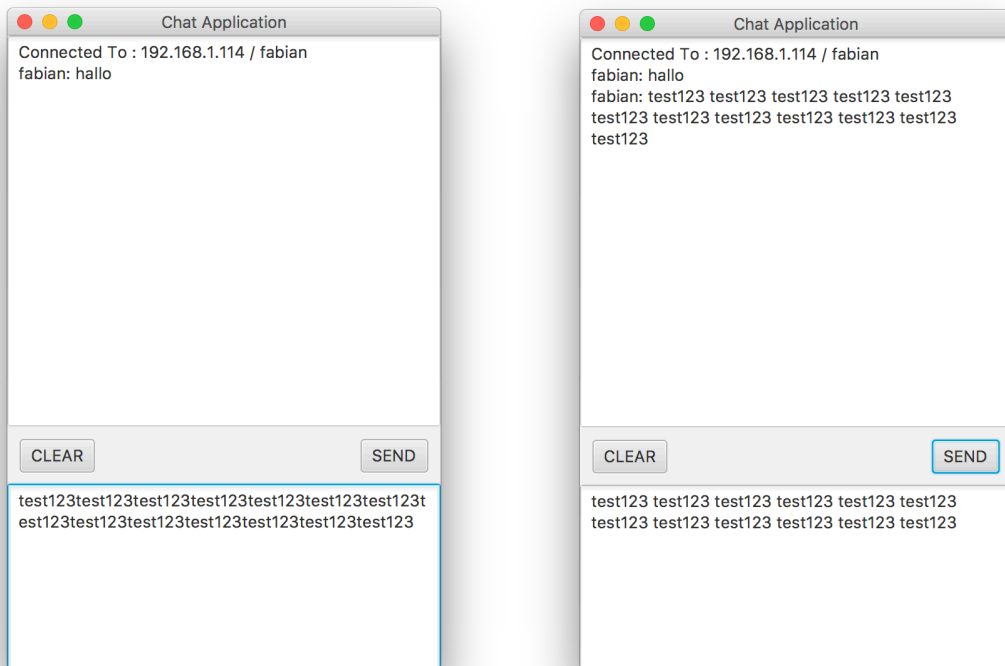 Chat Application
Connected To : 192.168.1.114 / fabian
fabian: hallo
CLEAR
SEND
test123test123test123test123test123test123test123t
est123test123test123test123test123test123test123
Chat Application
Connected To : 192.168.1.114 / fabian
fabian: hallo
fabian: test123 test123 test123 test123 test123
test123 test123 test123 test123 test123 test123
test123
CLEAR
SEND
test123 test123 test123 test123 test123 test123
test123 test123 test123 test123 test123 test123